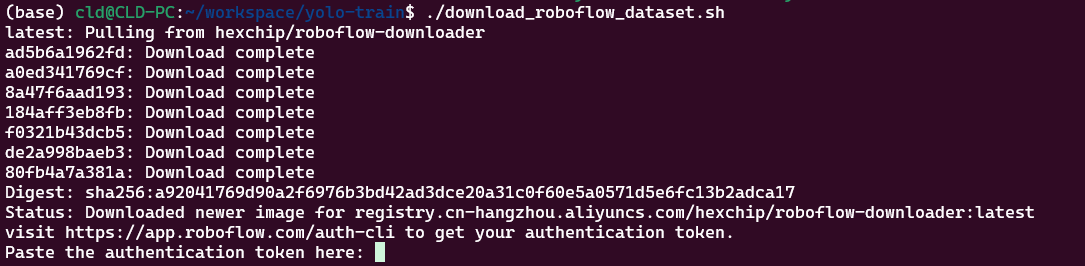 (base) cld@CLD-PC:~/workspace/yolo-train$ ./download_roboflow_dataset.sh
latest: Pulling from hexchip/roboflow-downloader
ad5b6a1962fd: Download complete
a0ed341769cf: Download complete
8a47f6aad193: Download complete
184aff3eb8fb: Download complete
f0321b43dcb5: Download complete
de2a998baeb3: Download complete
80fb4a7a381a: Download complete
Digest: sha256:a92041769d90a2f6976b3bd42ad3dce20a31c0f60e5a0571d5e6fc13b2adca17
Status: Downloaded newer image for registry.cn-hangzhou.aliyuncs.com/hexchip/roboflow-downloader:latest
visit https://app.roboflow.com/auth-cli to get your authentication token.
Paste the authentication token here: